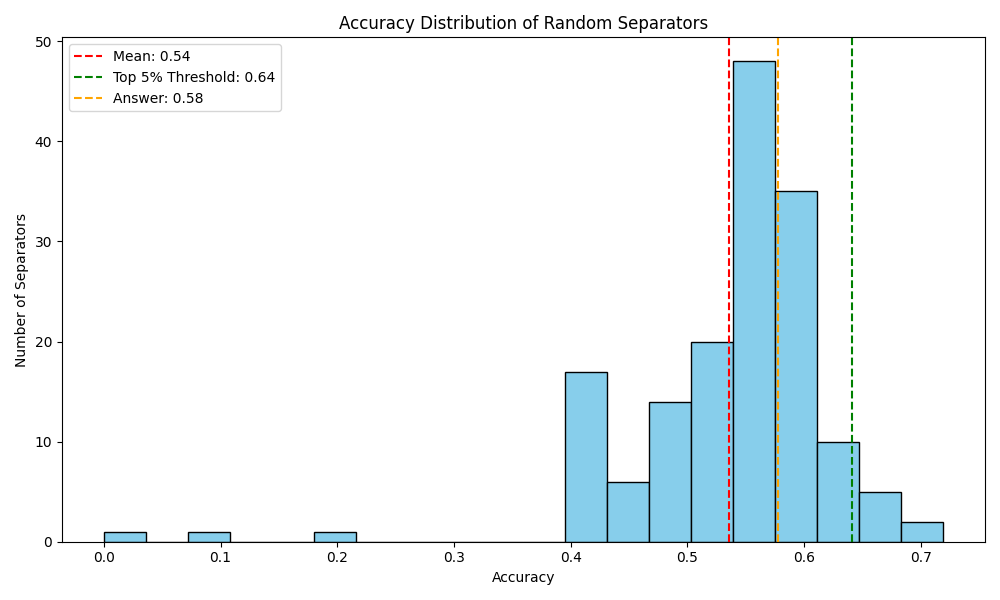 Accuracy Distribution of Random Separators
Mean: 0.54
Top 5% Threshold: 0.64
Answer: 0.58
Number of Separators
50
40
30
20
10
0
0.0 0.1 0.2 0.3 0.4 0.5 0.6 0.7
Accuracy